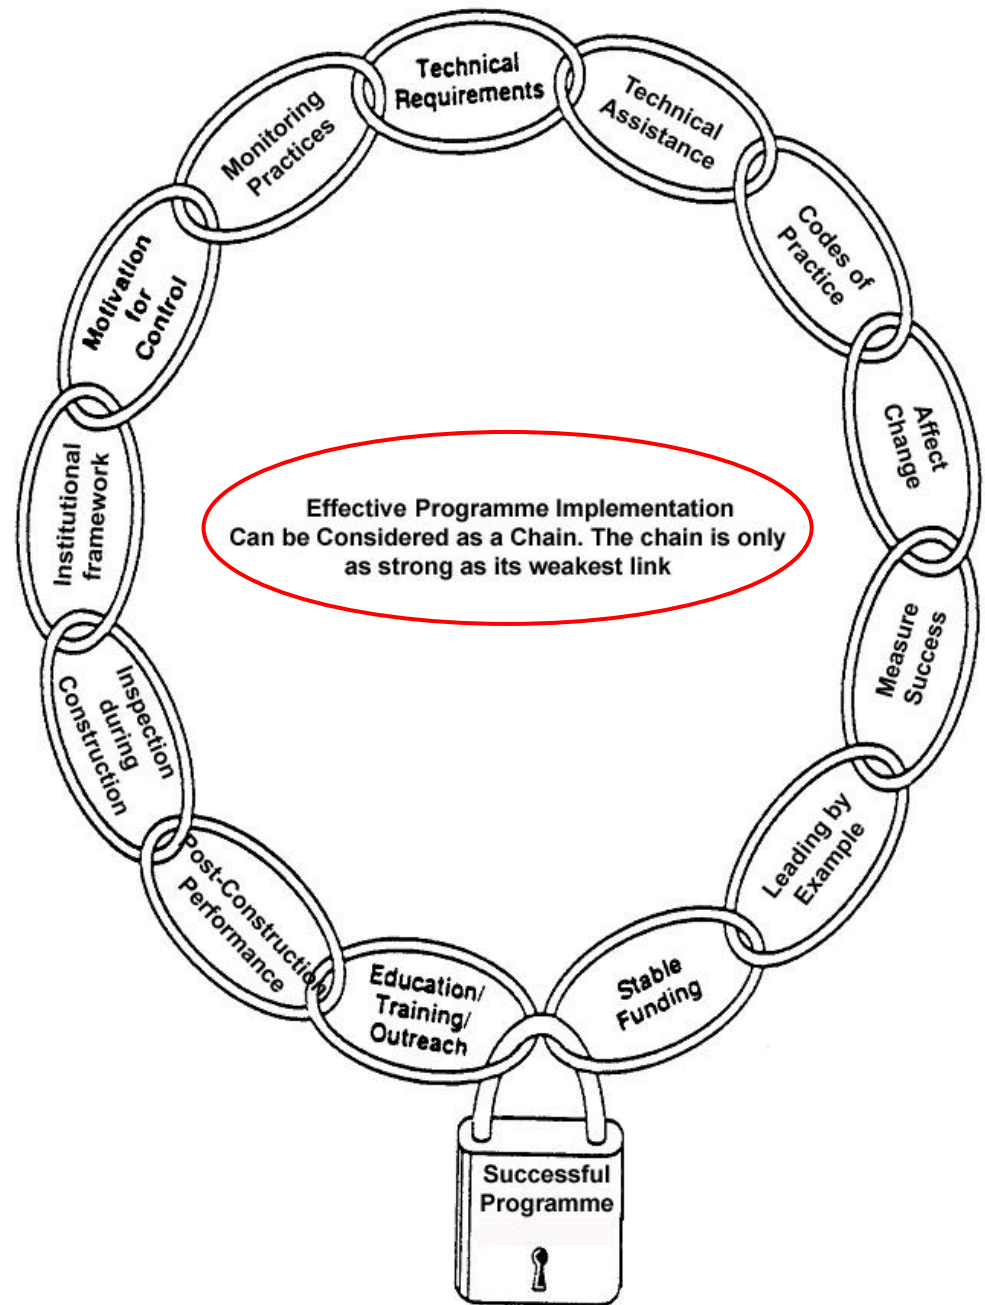 Technical
Requirements
Technical
Assistance
Codes of
Practice
Affect
Change
Measure
Success
Leading by
Example
Stable
Funding
Successful
Programme
Education/
Training/
Outreach
Post-Construction
Performance
Inspection
during
Construction
Institutional
framework
Motivation
for
Control
Monitoring
Practices
Effective Programme Implementation
Can be Considered as a Chain. The chain is only
as strong as its weakest link